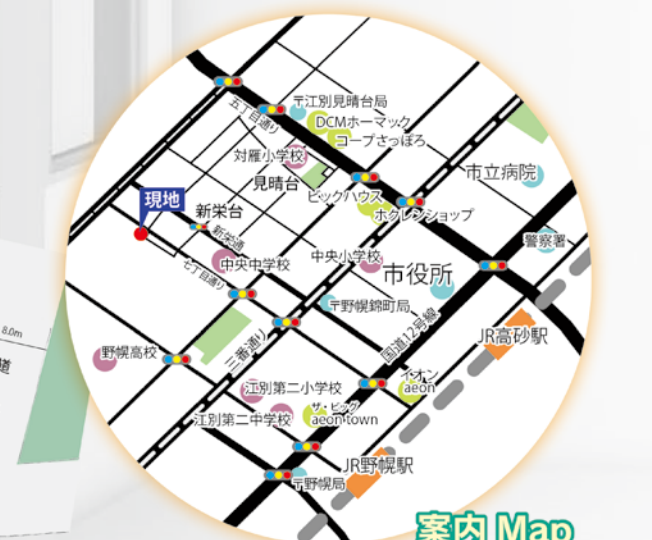 〒江別見晴台局
五丁目通り
DCMホーマック
コープさっぽろ
対雁小学校
見晴台
市立病院
現地
新栄台
ビックハウス
ホクレンショップ
新栄通
警察署
中央小学校
中央中学校
市役所
七丁目通り
〒野幌錦町局
国道12号線
JR高砂駅
8.0m
道
三番通り
野幌高校
イオン
aeon
江別第二小学校
ザ・ビッグ
aeon town
江別第二中学校
JR野幌駅
〒野幌局
案内 Map